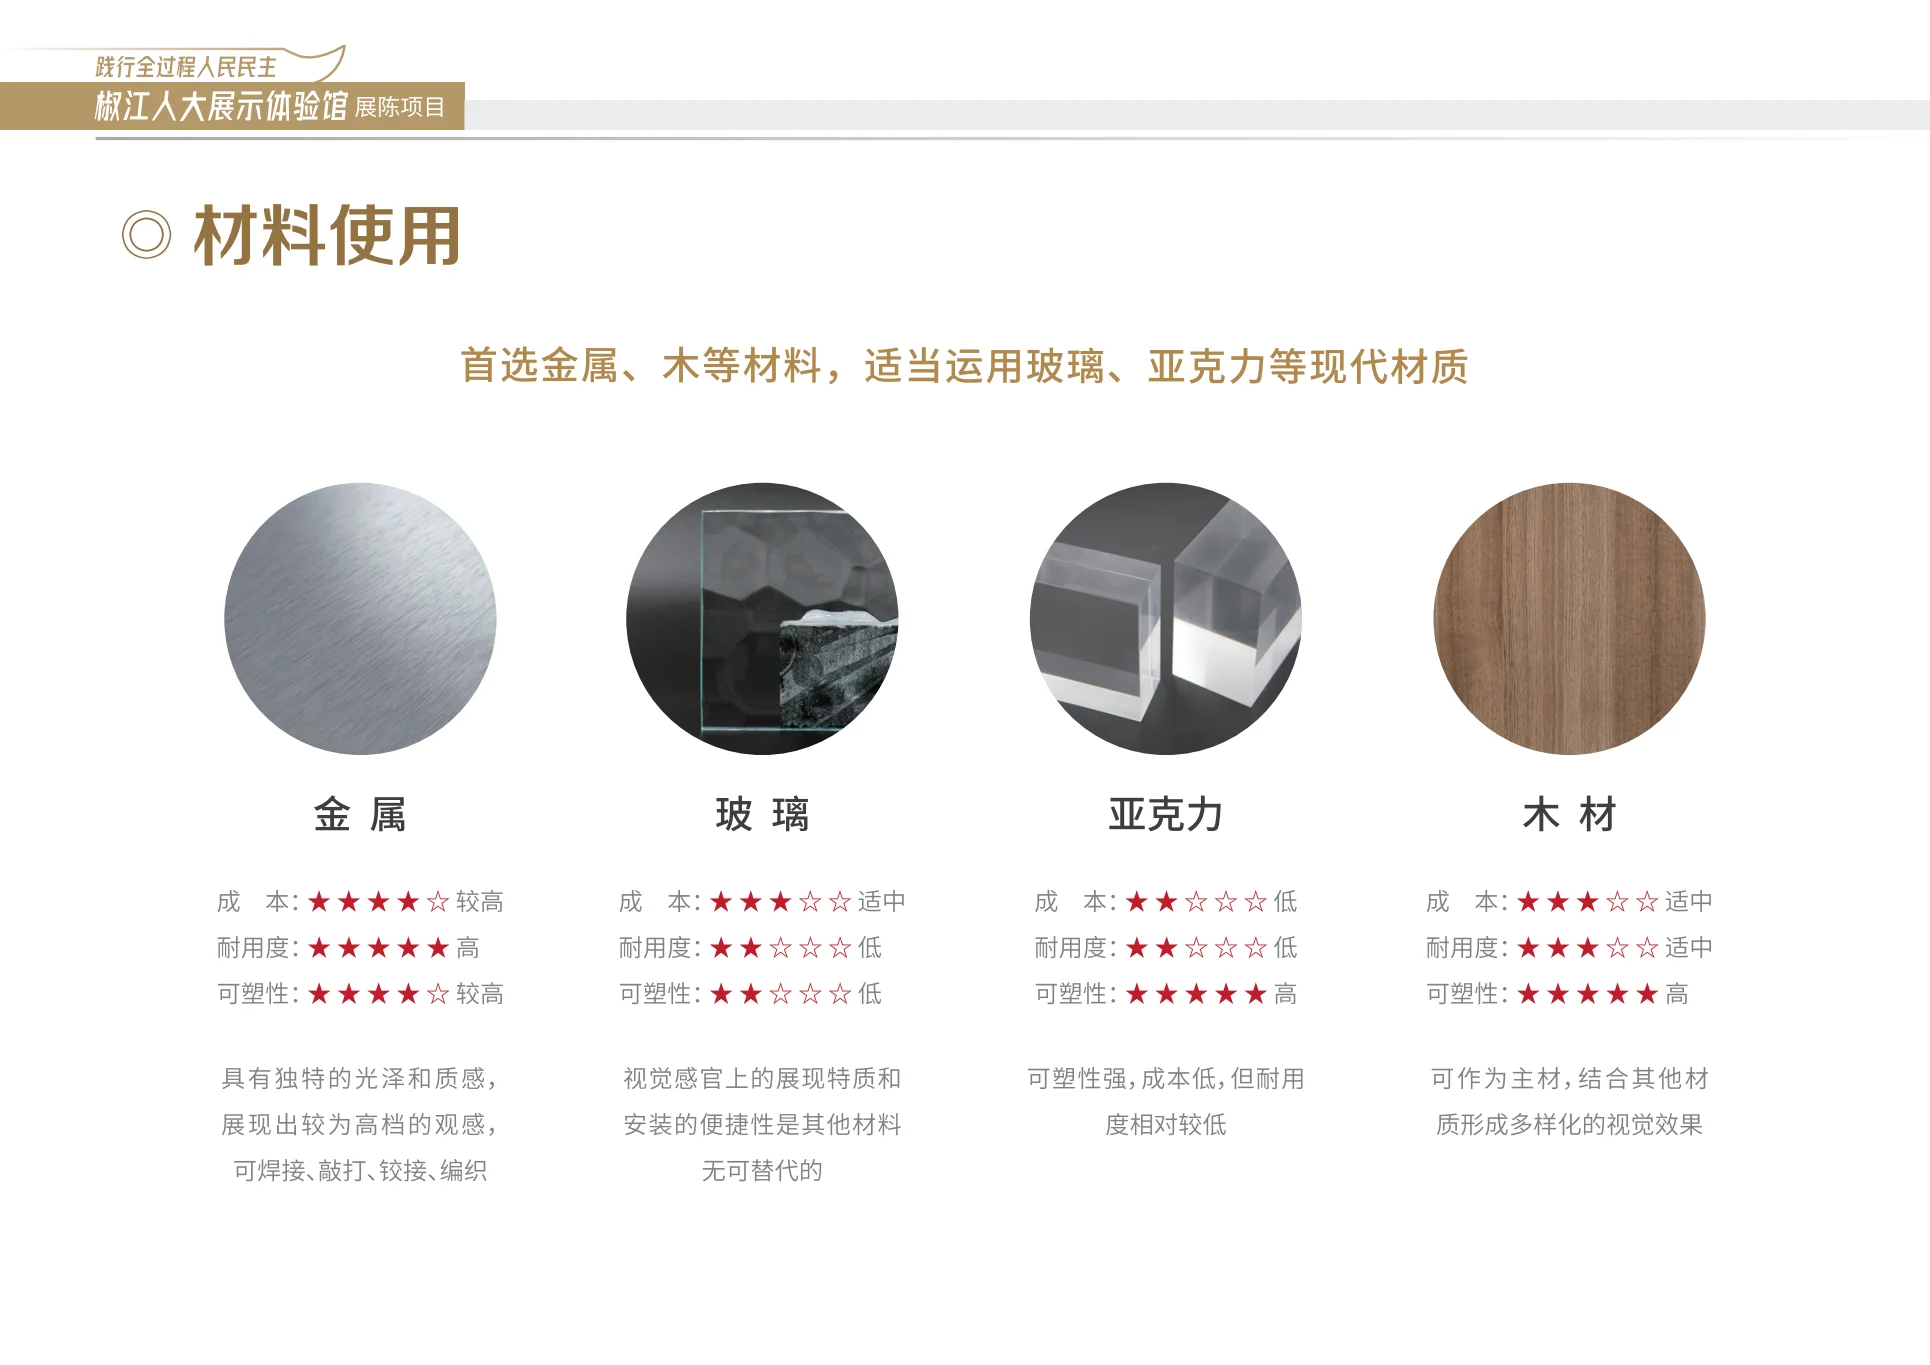 践行全过程人民民主
椒江人大展示体验馆 展陈项目
◎ 材料使用
首选金属、木等材料，适当运用玻璃、亚克力等现代材质
金 属
成 本：★★★★☆较高
耐用度：★★★★★高
可塑性：★★★★☆较高
具有独特的光泽和质感，
展现出较为高档的观感，
可焊接、敲打、铰接、编织
玻 璃
成 本：★★★☆☆适中
耐用度：★★☆☆☆低
可塑性：★★☆☆☆低
视觉感官上的展现特质和
安装的便捷性是其他材料
无可替代的
亚克力
成 本：★★☆☆☆低
耐用度：★★☆☆☆低
可塑性：★★★★★高
可塑性强，成本低，但耐用
度相对较低
木 材
成 本：★★★☆☆适中
耐用度：★★★☆☆适中
可塑性：★★★★★高
可作为主材，结合其他材
质形成多样化的视觉效果